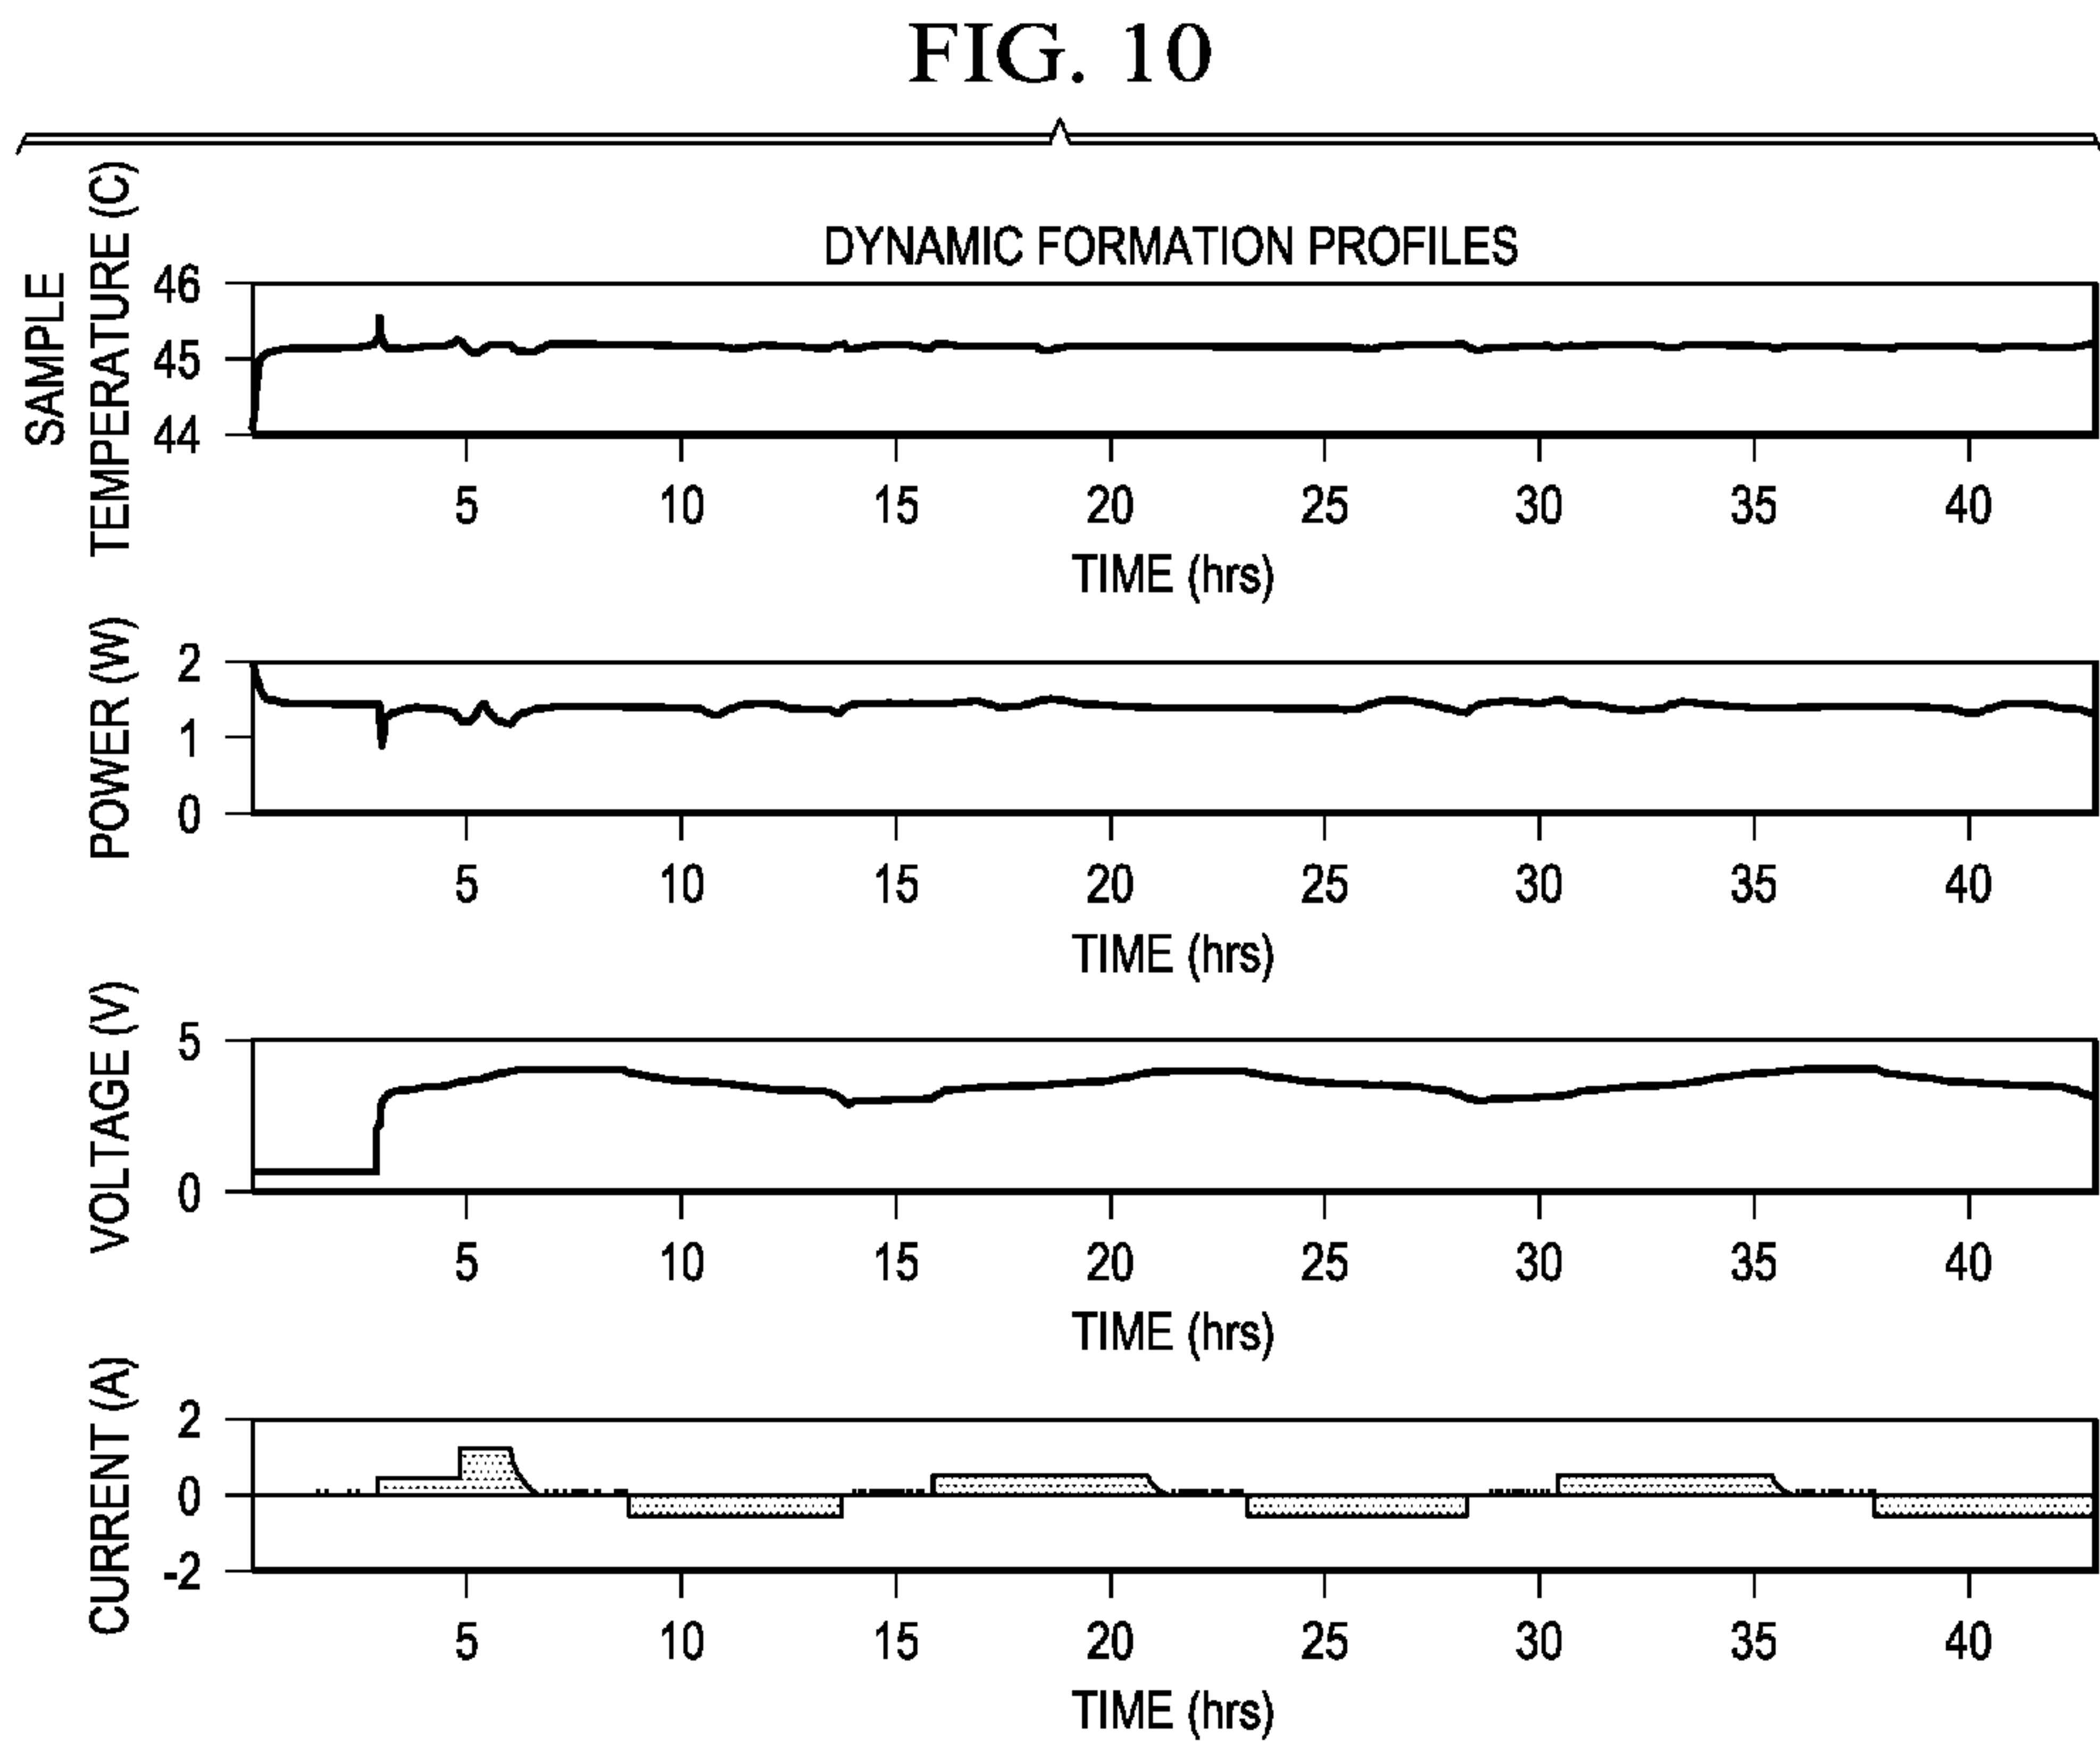 FIG. 10
DYNAMIC FORMATION PROFILES
SAMPLE
TEMPERATURE (C)
46
45
44
5 10 15 20 25 30 35 40
TIME (hrs)
POWER (W)
2
1
0
5 10 15 20 25 30 35 40
TIME (hrs)
VOLTAGE (V)
5
0
5 10 15 20 25 30 35 40
TIME (hrs)
CURRENT (A)
2
0
-2
5 10 15 20 25 30 35 40
TIME (hrs)